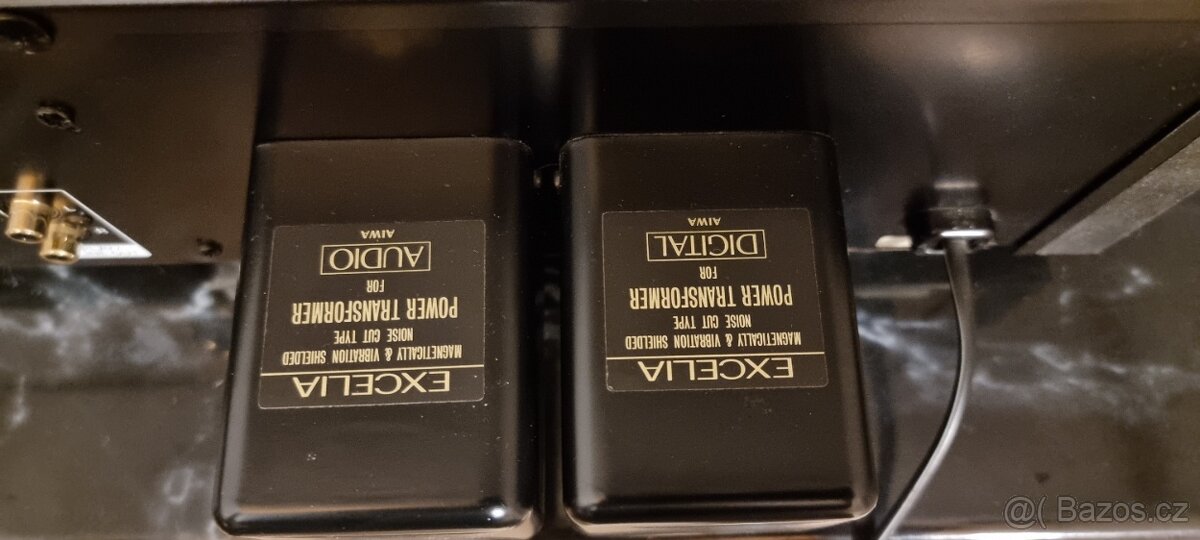 EXCELIA
MAGNETICALLY & VIBRATION SHIELDED
NOISE CUT TYPE
POWER TRANSFORMER
FOR
AUDIO
AIWA
EXCELIA
MAGNETICALLY & VIBRATION SHIELDED
NOISE CUT TYPE
POWER TRANSFORMER
FOR
DIGITAL
AIWA
@( Bazos.cz